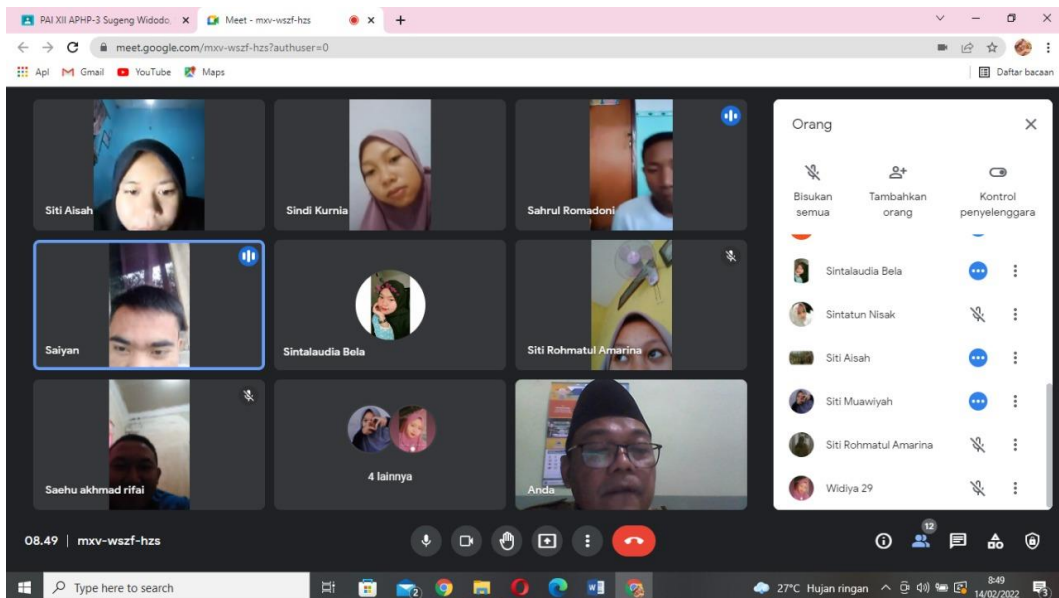 PAI XII APHP-3 Sugeng Widodo,
Meet - mxv-wszf-hzs
meet.google.com/mxv-wszf-hzs?authuser=0
Apl
Gmail
YouTube
Maps
Daftar bacaan
Siti Aisah
Sindi Kurnia
Sahrul Romadoni
Saiyan
Sintalaudia Bela
Siti Rohmatul Amarina
Saehu akhmad rifai
4 lainnya
Anda
Orang
Bisukan
semua
Tambahkan
orang
Kontrol
penyelenggara
Sintalaudia Bela
Sintatun Nisak
Siti Aisah
Siti Muawiyah
Siti Rohmatul Amarina
Widiya 29
08.49 | mxv-wszf-hzs
12
Type here to search
2
27°C Hujan ringan
8:49
14/02/2022
3